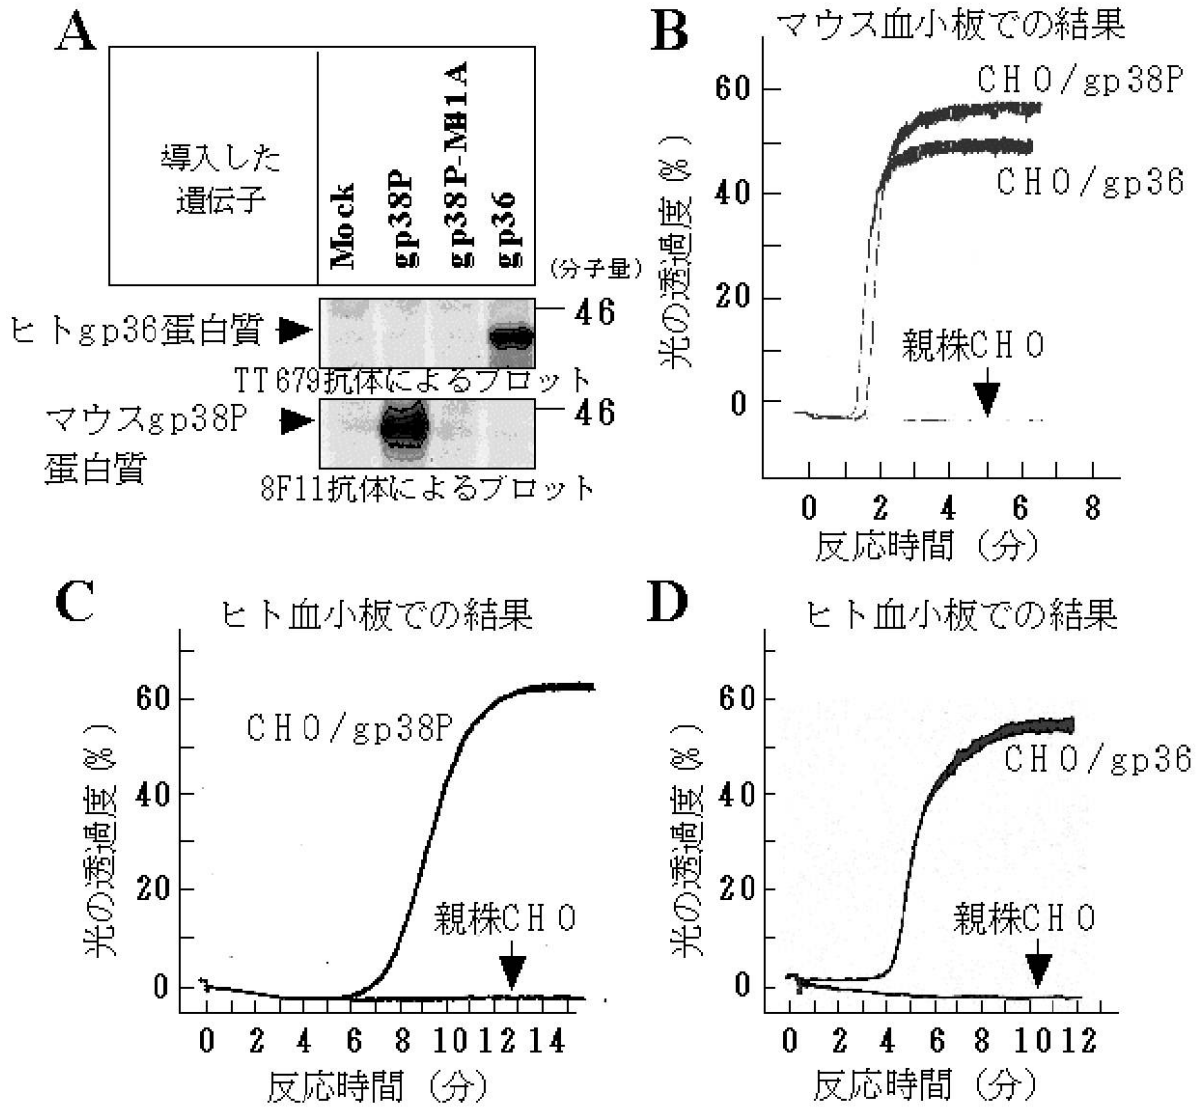 A
導入した
遺伝子
Mock
gp38P
gp38P-M41A
gp36
(分子量)
ヒトgp36蛋白質
46
TT679抗体によるブロット
マウスgp38P
蛋白質
46
8F11抗体によるブロット
B
マウス血小板での結果
光の透過度(%)
60
40
20
0
CHO/gp38P
CHO/gp36
親株CHO
0 2 4 6 8
反応時間(分)
C
ヒト血小板での結果
光の透過度(%)
60
40
20
0
CHO/gp38P
親株CHO
0 2 4 6 8 10 12 14
反応時間(分)
D
ヒト血小板での結果
光の透過度(%)
60
40
20
0
CHO/gp36
親株CHO
0 2 4 6 8 10 12
反応時間(分)